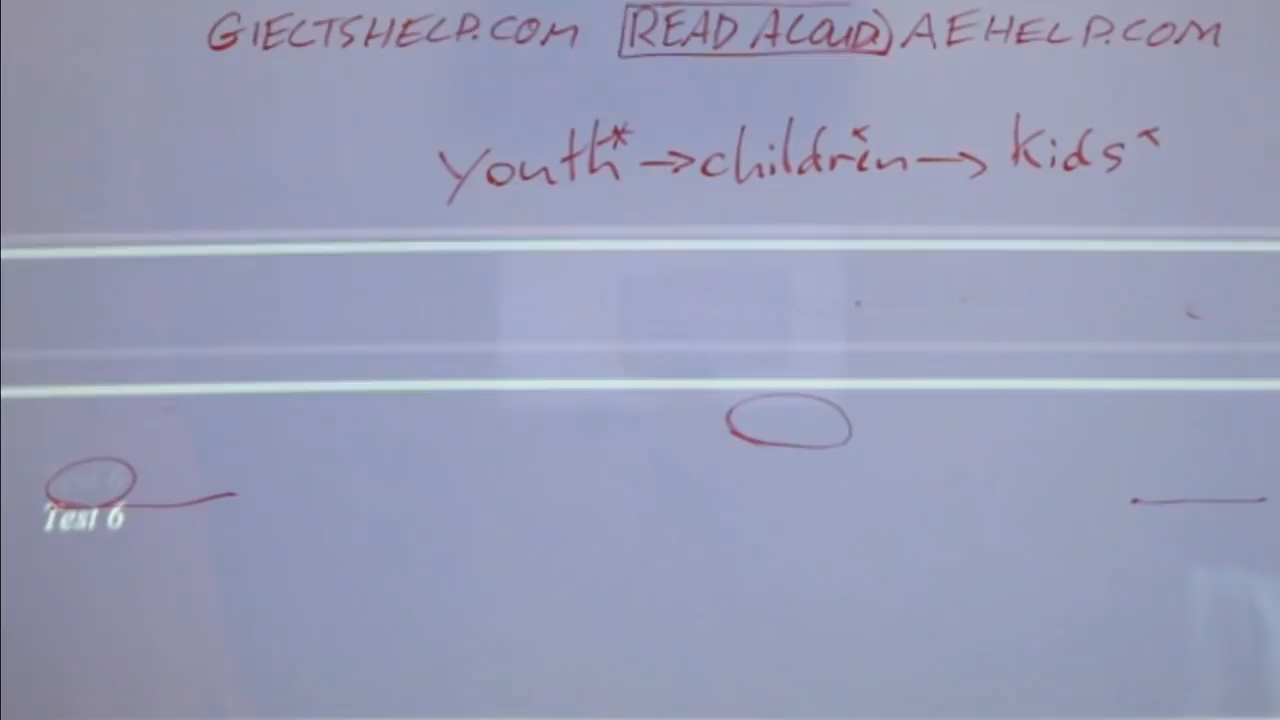 GIELTSHELP.COM READ ALOUD AEHELP.COM
youth* → children* → kids*
Test 6